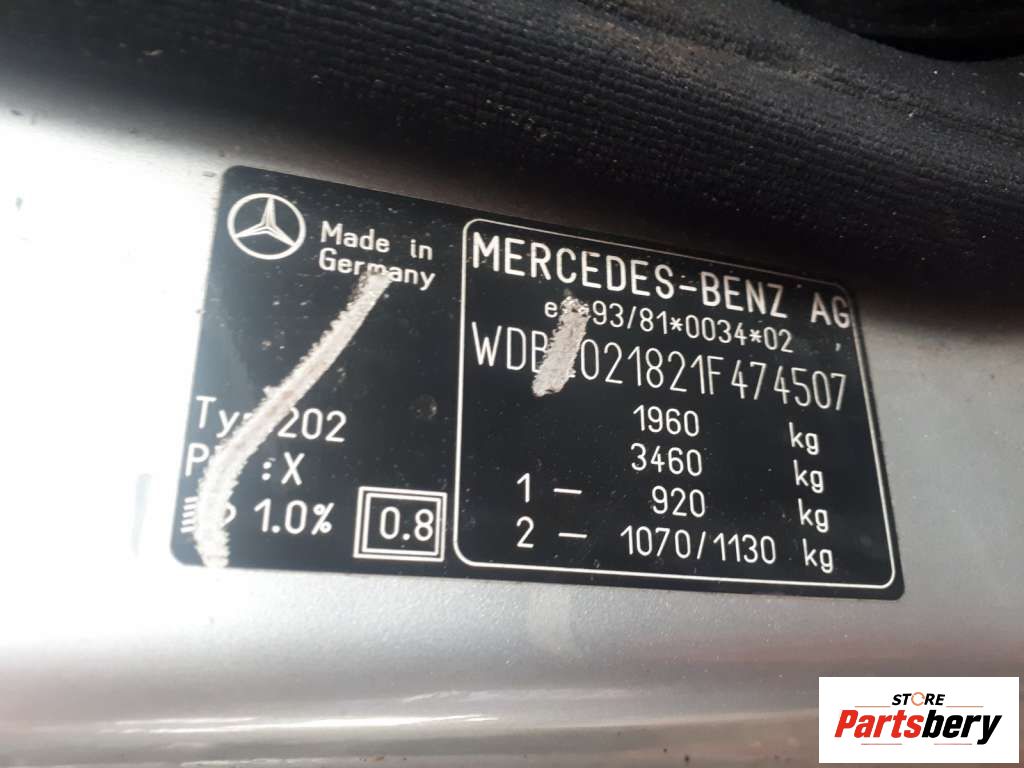 Made in
Germany
202
:X
1.0%
0.8
MERCEDES-BENZ AG
93/81*0034*02
021821F474507
1960 kg
3460 kg
1 — 920 kg
2 — 1070/1130 kg
STORE
Partsbery